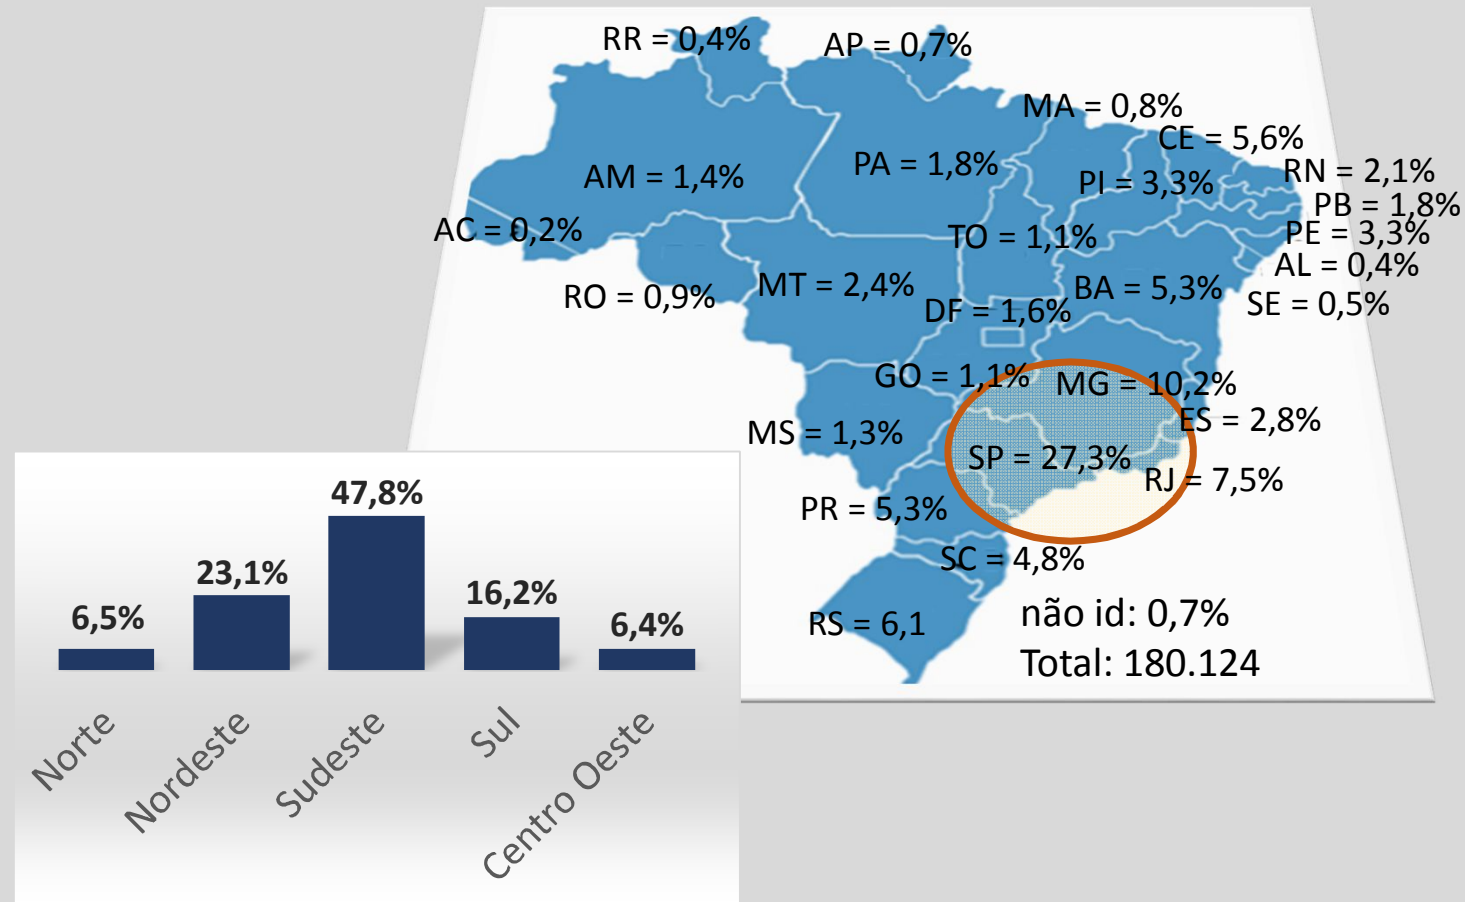 RR = 0,4%
AP = 0,7%
MA = 0,8%
CE = 5,6%
AM = 1,4%
PA = 1,8%
PI = 3,3%
RN = 2,1%
PB = 1,8%
AC = 0,2%
TO = 1,1%
PE = 3,3%
AL = 0,4%
RO = 0,9%
MT = 2,4%
DF = 1,6%
BA = 5,3%
SE = 0,5%
GO = 1,1%
MG = 10,2%
ES = 2,8%
MS = 1,3%
SP = 27,3%
RJ = 7,5%
PR = 5,3%
SC = 4,8%
RS = 6,1
não id: 0,7%
Total: 180.124
6,5%
23,1%
47,8%
16,2%
6,4%
Norte
Nordeste
Sudeste
Sul
Centro Oeste